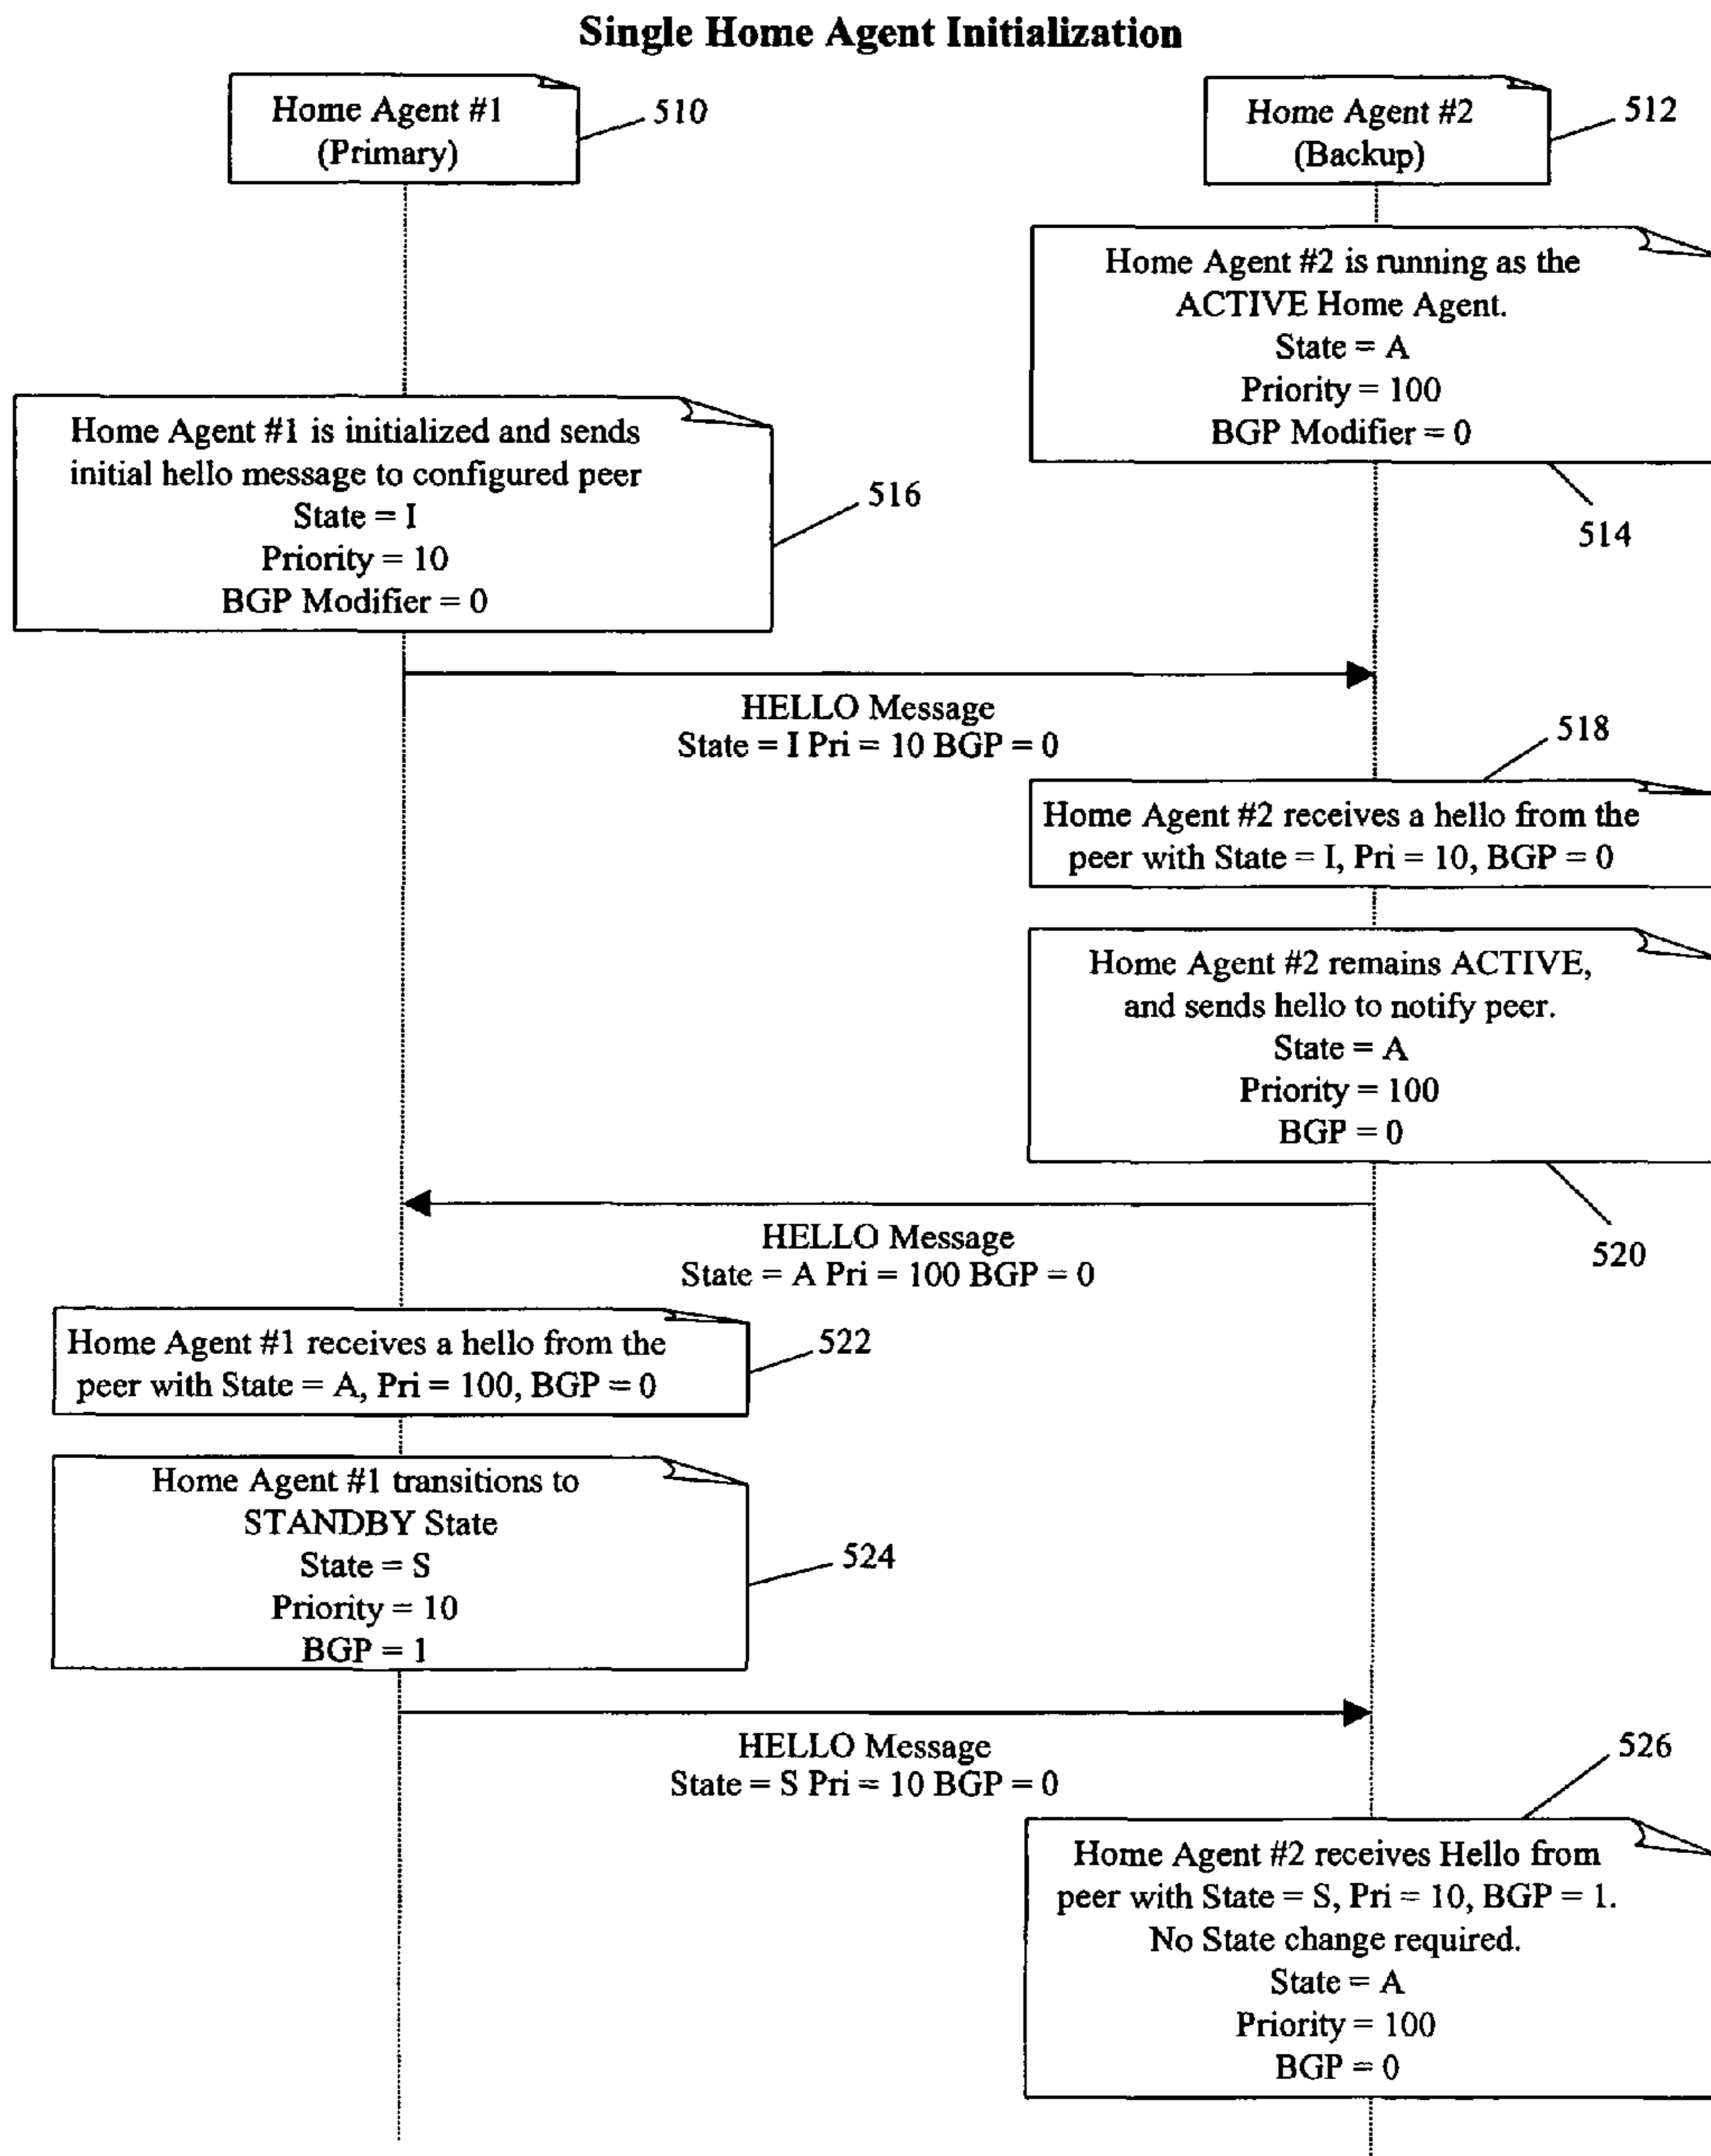 Single Home Agent Initialization
Home Agent #1
(Primary)
510
Home Agent #2
(Backup)
512
Home Agent #2 is running as the
ACTIVE Home Agent.
State = A
Priority = 100
BGP Modifier = 0
514
Home Agent #1 is initialized and sends
initial hello message to configured peer
State = I
Priority = 10
BGP Modifier = 0
516
HELLO Message
State = I Pri = 10 BGP = 0
518
Home Agent #2 receives a hello from the
peer with State = I, Pri = 10, BGP = 0
Home Agent #2 remains ACTIVE,
and sends hello to notify peer.
State = A
Priority = 100
BGP = 0
520
HELLO Message
State = A Pri = 100 BGP = 0
Home Agent #1 receives a hello from the
peer with State = A, Pri = 100, BGP = 0
522
Home Agent #1 transitions to
STANDBY State
State = S
Priority = 10
BGP = 1
524
HELLO Message
State = S Pri = 10 BGP = 0
526
Home Agent #2 receives Hello from
peer with State = S, Pri = 10, BGP = 1.
No State change required.
State = A
Priority = 100
BGP = 0